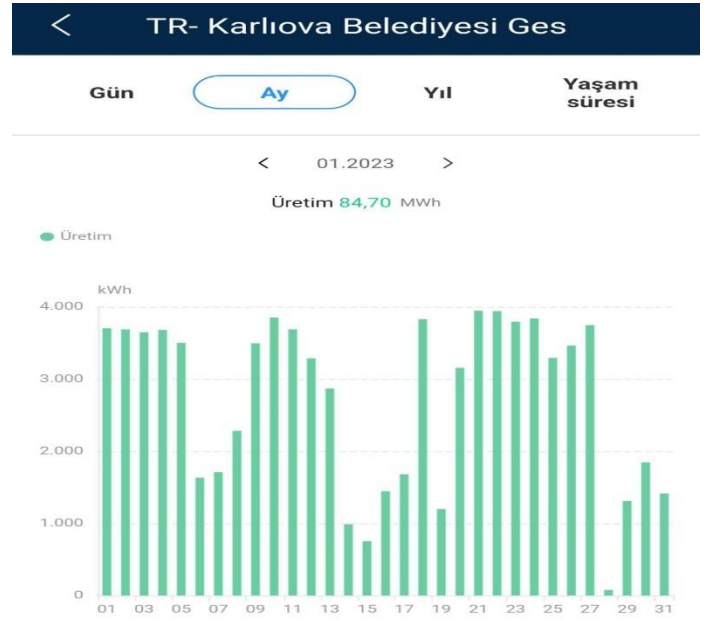 TR- Karlıova Belediyesi Ges
Gün Ay Yıl Yaşam süresi
< 01.2023 >
Üretim 84,70 MWh
Üretim
kWh
4.000
3.000
2.000
1.000
0
01 03 05 07 09 11 13 15 17 19 21 23 25 27 29 31